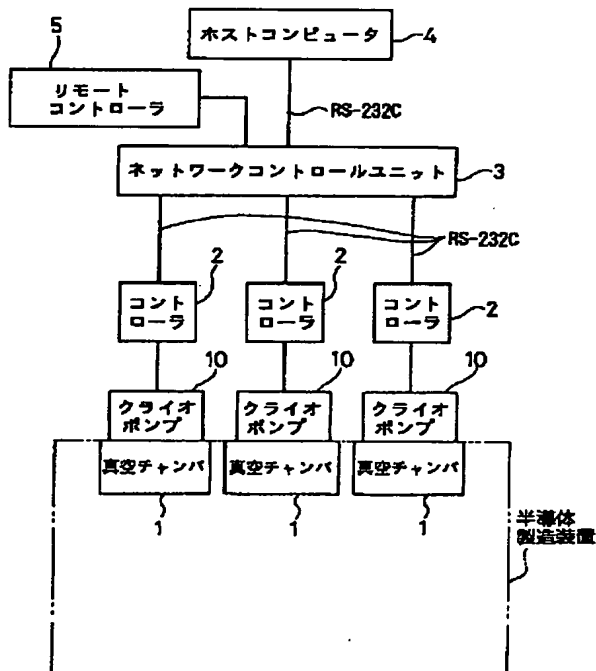 5
ホストコンピュータ
4
リモート
コントローラ
RS-232C
ネットワークコントロールユニット
3
RS-232C
2
2
コント
ローラ
コント
ローラ
コント
ローラ
2
10
10
10
クライオ
ポンプ
クライオ
ポンプ
クライオ
ポンプ
真空チャンバ
真空チャンバ
真空チャンバ
1
1
1
半導体
製造装置